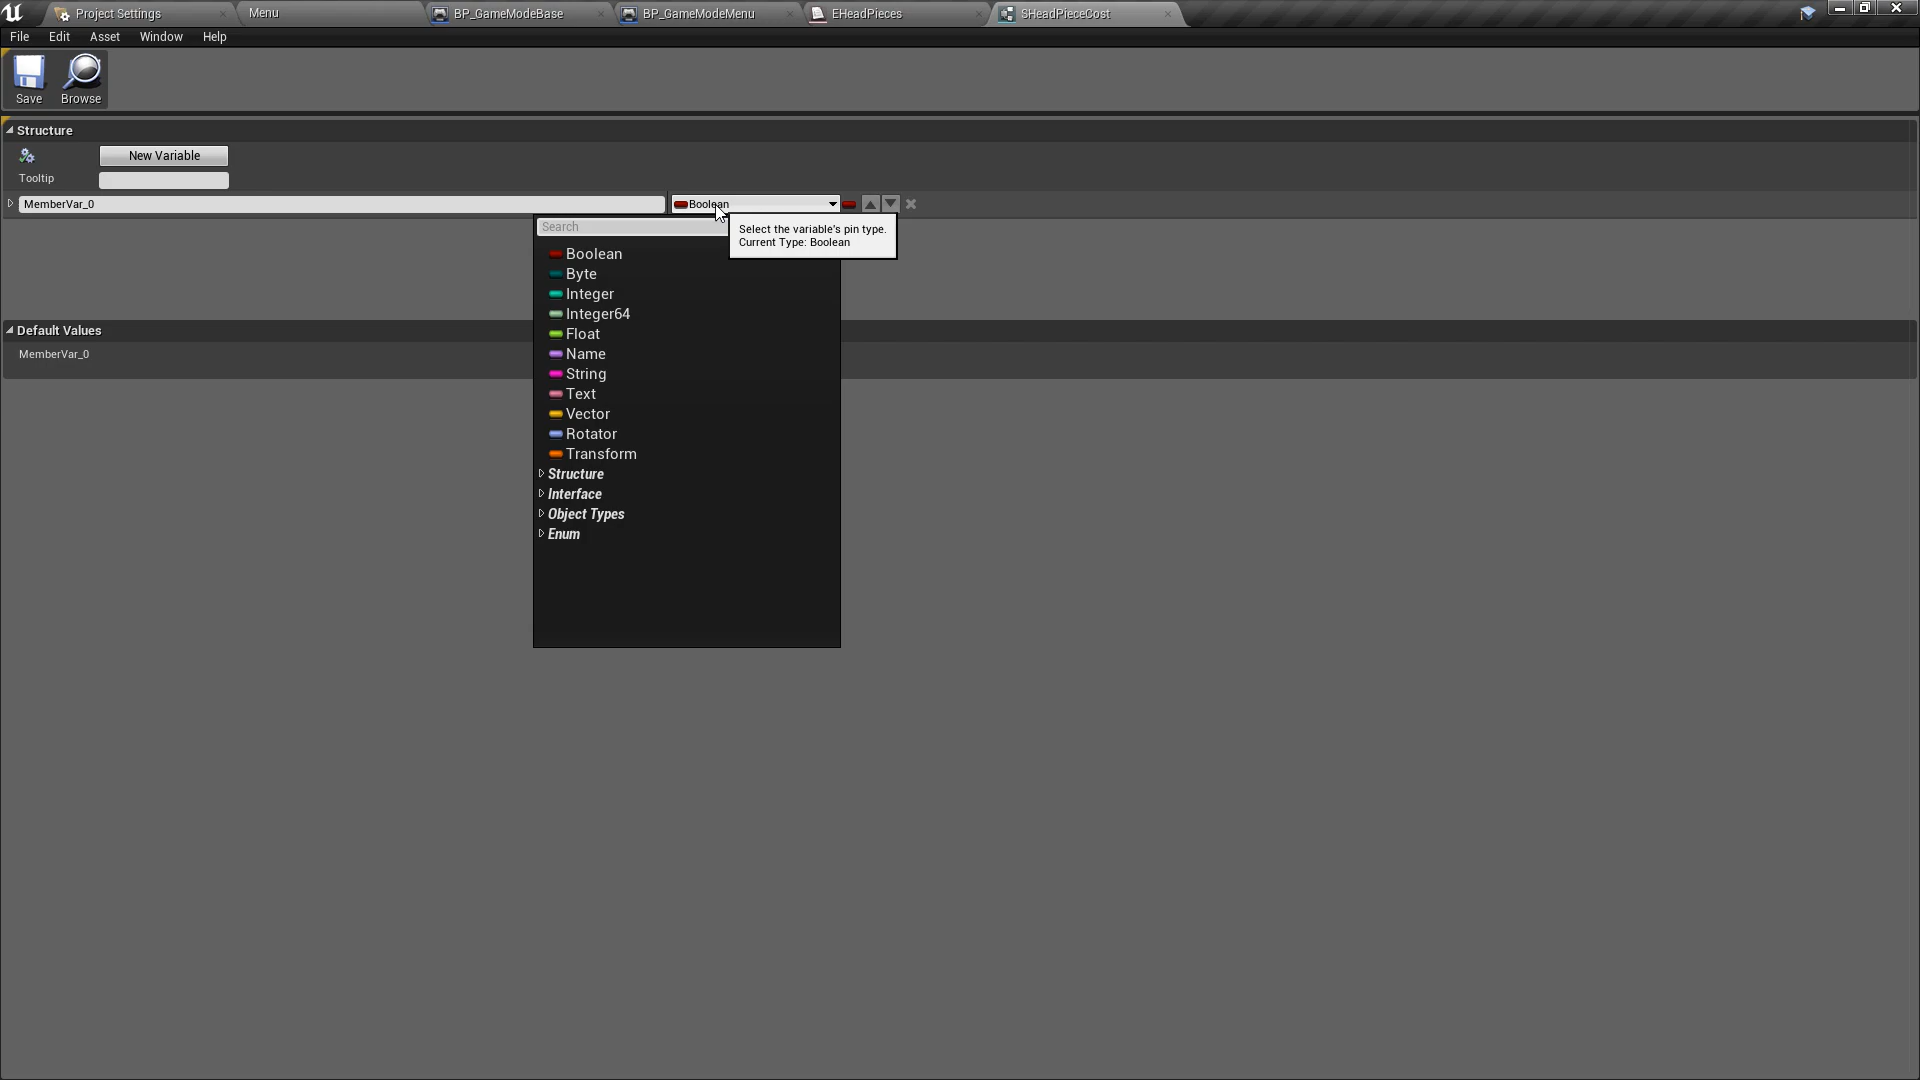 Project Settings
Menu
BP_GameModeBase
BP_GameModeMenu
EHeadPieces
SHeadPieceCost
File Edit Asset Window Help
Save Browse
Structure
New Variable
Tooltip
MemberVar_0
Boolean
Search
Select the variable's pin type.
Current Type: Boolean
Boolean
Byte
Integer
Integer64
Float
Name
String
Text
Vector
Rotator
Transform
Structure
Interface
Object Types
Enum
Default Values
MemberVar_0